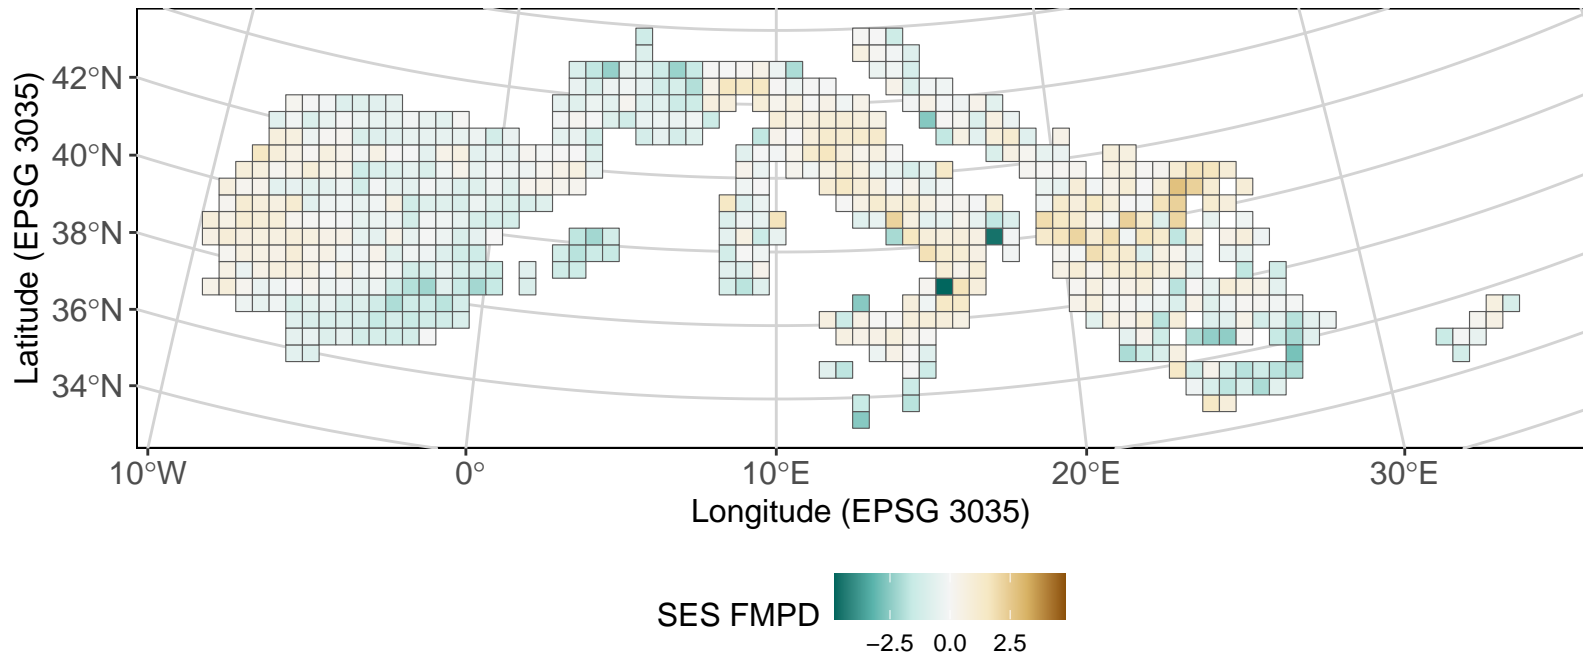 42°N
40°N
38°N
36°N
34°N
Latitude (EPSG 3035)
10°W 0° 10°E 20°E 30°E
Longitude (EPSG 3035)
SES FMPD
−2.5 0.0 2.5